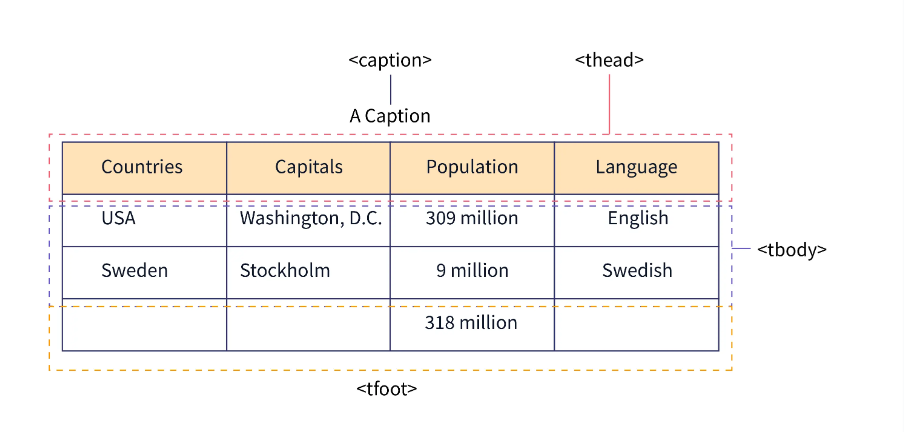 <caption> <thead>
A Caption
Countries Capitals Population Language
USA Washington, D.C. 309 million English
<tbody>
Sweden Stockholm 9 million Swedish
318 million
<tfoot>